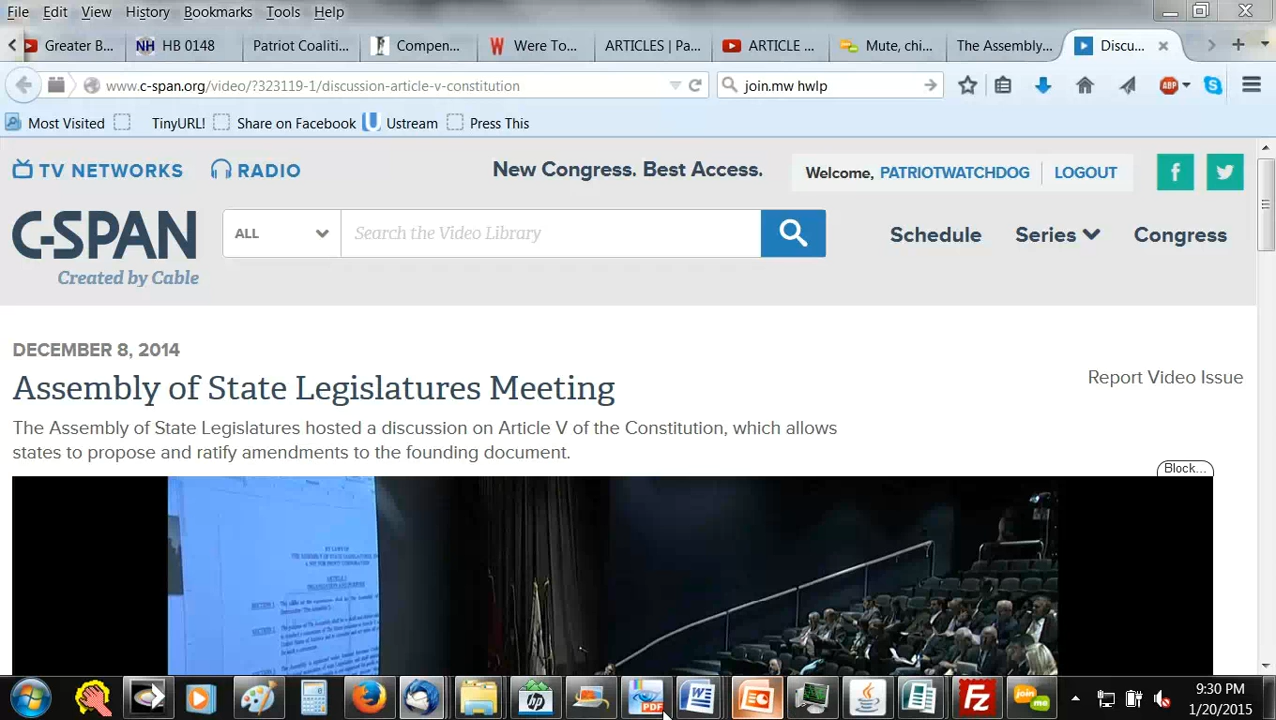 File Edit View History Bookmarks Tools Help
Greater B... NH HB 0148 Patriot Coaliti... Compen... W Were To... ARTICLES | Pa... ARTICLE ... Mute, chi... The Assembly... Discu...
www.c-span.org/video/?323119-1/discussion-article-v-constitution join.mw hwlp ABP
Most Visited TinyURL! Share on Facebook Ustream Press This
TV NETWORKS RADIO New Congress. Best Access. Welcome, PATRIOTWATCHDOG LOGOUT
C-SPAN ALL Search the Video Library Schedule Series Congress
Created by Cable
DECEMBER 8, 2014
Assembly of State Legislatures Meeting Report Video Issue
The Assembly of State Legislatures hosted a discussion on Article V of the Constitution, which allows
states to propose and ratify amendments to the founding document.
Block...
9:30 PM
1/20/2015